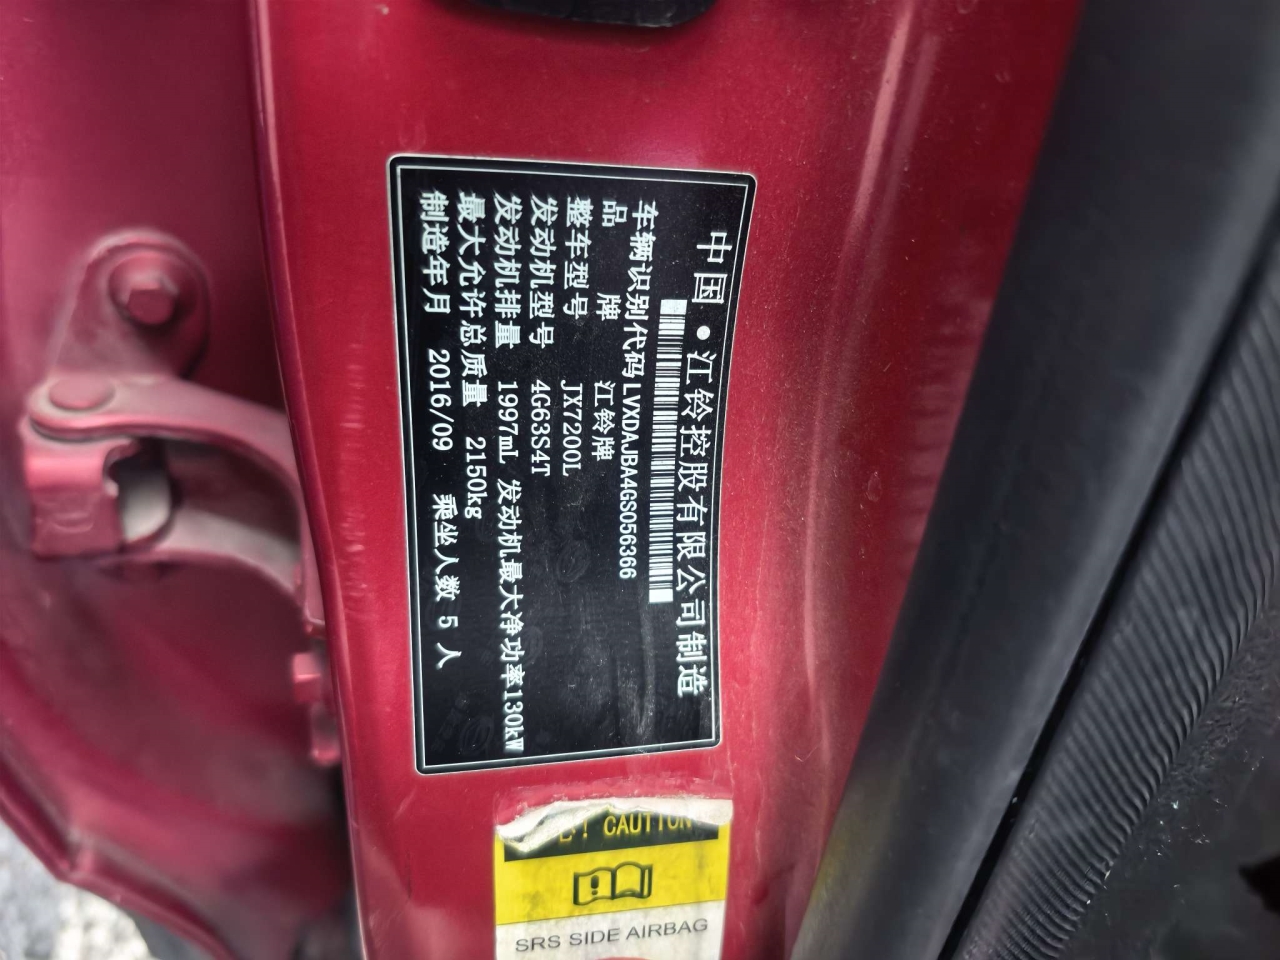 中国·江铃控股有限公司制造
车辆识别代码 LVXDAJBA4GS056366
品牌 江铃牌
整车型号 JX7200L
发动机型号 4G63S4T
发动机排量 1997mL 发动机最大净功率130kW
最大允许总质量 2150kg
制造年月 2016/09 乘坐人数 5 人
! CAUTION
SRS SIDE AIRBAG